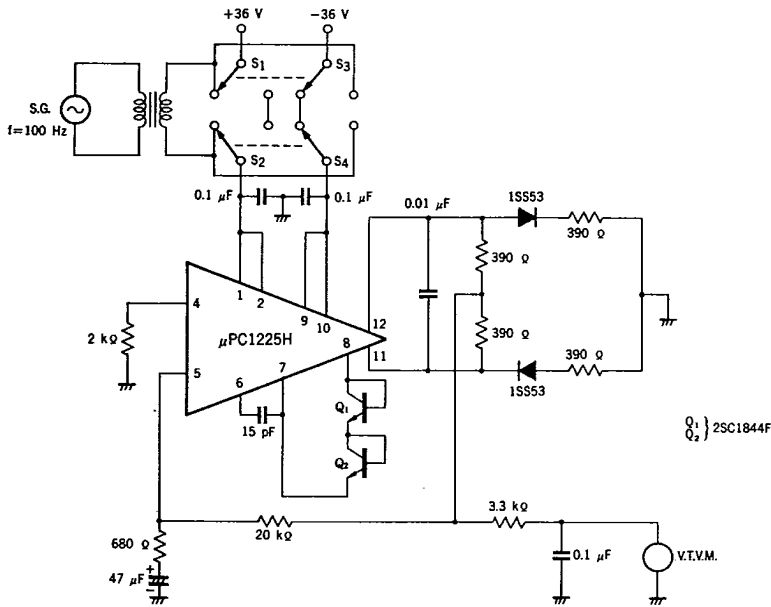 +36 V
−36 V
S1
S3
S.G.
f=100 Hz
S2
S4
0.1 μF
0.1 μF
0.01 μF
1SS53
390 Ω
390 Ω
390 Ω
390 Ω
1SS53
4
1
2
9
10
12
11
8
μPC1225H
2 kΩ
5
6
7
15 pF
Q1
Q2
Q1
Q2 } 2SC1844F
20 kΩ
3.3 kΩ
680 Ω
47 μF
+
−
0.1 μF
V.T.V.M.